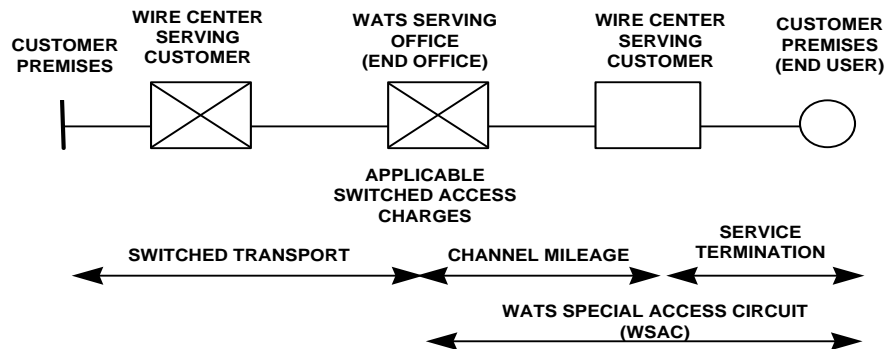 CUSTOMER
PREMISES
WIRE CENTER
SERVING
CUSTOMER
WATS SERVING
OFFICE
(END OFFICE)
WIRE CENTER
SERVING
CUSTOMER
CUSTOMER
PREMISES
(END USER)
APPLICABLE
SWITCHED ACCESS
CHARGES
SWITCHED TRANSPORT
CHANNEL MILEAGE
SERVICE
TERMINATION
WATS SPECIAL ACCESS CIRCUIT
(WSAC)